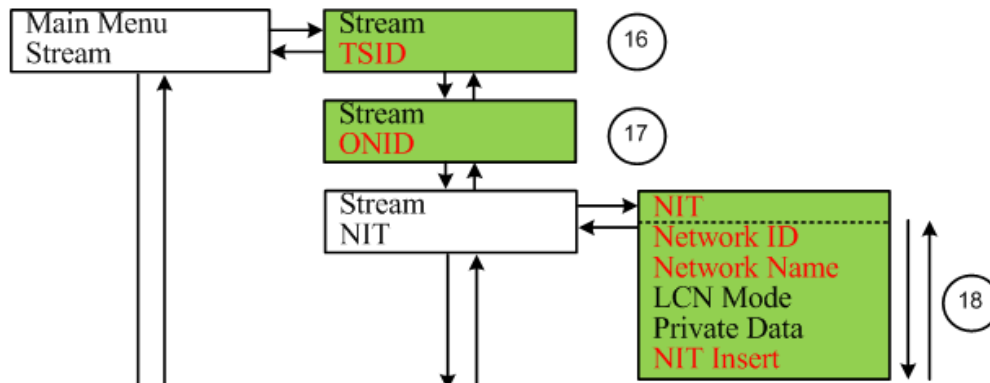 Main Menu
Stream
Stream
TSID
16
Stream
ONID
17
Stream
NIT
NIT
Network ID
Network Name
LCN Mode
Private Data
NIT Insert
18